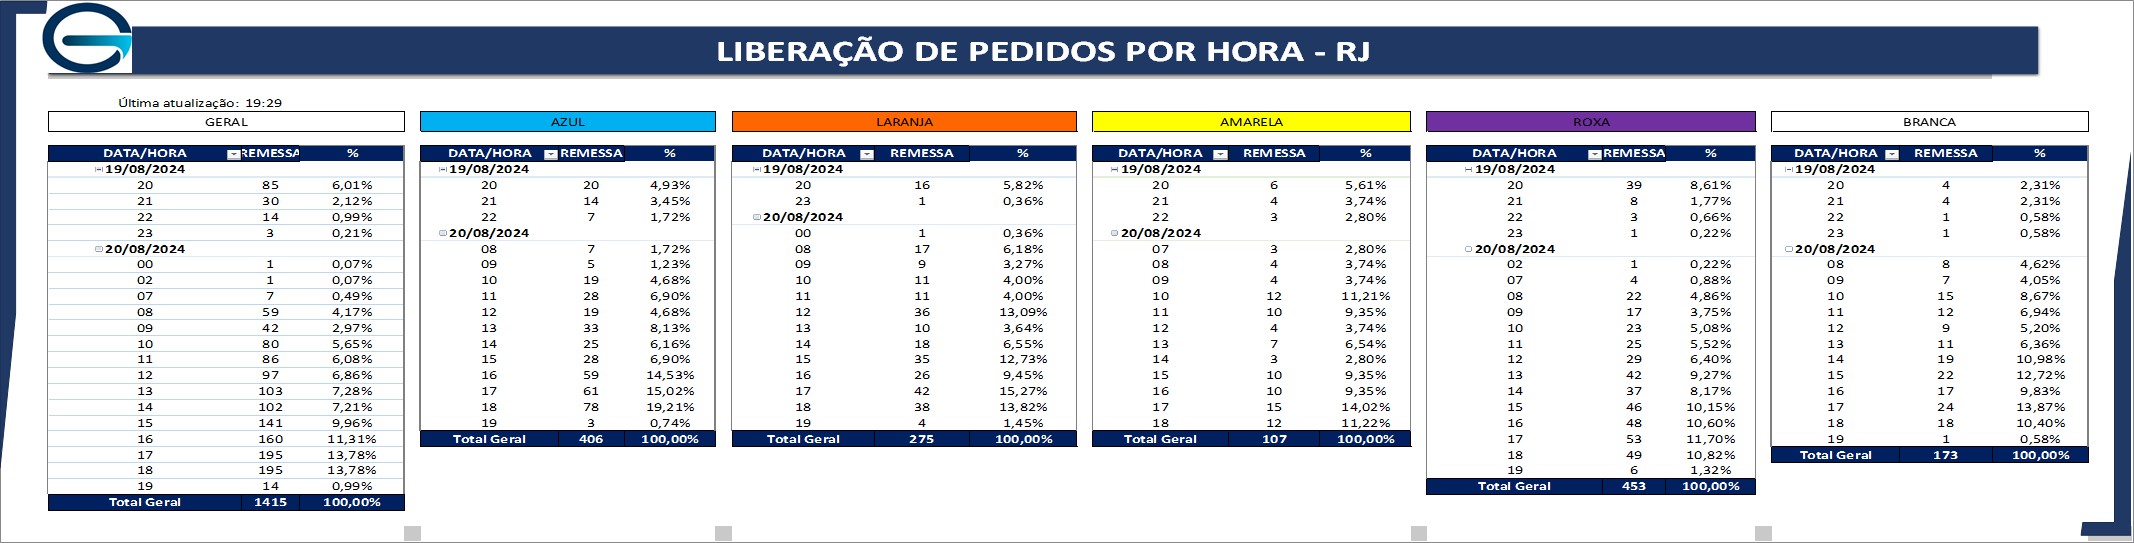 LIBERAÇÃO DE PEDIDOS POR HORA - RJ
Última atualização: 19:29
GERAL
DATA/HORA REMESSA %
19/08/2024
20 85 6,01%
21 30 2,12%
22 14 0,99%
23 3 0,21%
20/08/2024
00 1 0,07%
02 1 0,07%
07 7 0,49%
08 59 4,17%
09 42 2,97%
10 80 5,65%
11 86 6,08%
12 97 6,86%
13 103 7,28%
14 102 7,21%
15 141 9,96%
16 160 11,31%
17 195 13,78%
18 195 13,78%
19 14 0,99%
Total Geral 1415 100,00%
AZUL
DATA/HORA REMESSA %
19/08/2024
20 20 4,93%
21 14 3,45%
22 7 1,72%
20/08/2024
08 7 1,72%
09 5 1,23%
10 19 4,68%
11 28 6,90%
12 19 4,68%
13 33 8,13%
14 25 6,16%
15 28 6,90%
16 59 14,53%
17 61 15,02%
18 78 19,21%
19 3 0,74%
Total Geral 406 100,00%
LARANJA
DATA/HORA REMESSA %
19/08/2024
20 16 5,82%
23 1 0,36%
20/08/2024
00 1 0,36%
08 17 6,18%
09 9 3,27%
10 11 4,00%
11 11 4,00%
12 36 13,09%
13 10 3,64%
14 18 6,55%
15 35 12,73%
16 26 9,45%
17 42 15,27%
18 38 13,82%
19 4 1,45%
Total Geral 275 100,00%
AMARELA
DATA/HORA REMESSA %
19/08/2024
20 6 5,61%
21 4 3,74%
22 3 2,80%
20/08/2024
07 3 2,80%
08 4 3,74%
09 4 3,74%
10 12 11,21%
11 10 9,35%
12 4 3,74%
13 7 6,54%
14 3 2,80%
15 10 9,35%
16 10 9,35%
17 15 14,02%
18 12 11,22%
Total Geral 107 100,00%
ROXA
DATA/HORA REMESSA %
19/08/2024
20 39 8,61%
21 8 1,77%
22 3 0,66%
23 1 0,22%
20/08/2024
02 1 0,22%
07 4 0,88%
08 22 4,86%
09 17 3,75%
10 23 5,08%
11 25 5,52%
12 29 6,40%
13 42 9,27%
14 37 8,17%
15 46 10,15%
16 48 10,60%
17 53 11,70%
18 49 10,82%
19 6 1,32%
Total Geral 453 100,00%
BRANCA
DATA/HORA REMESSA %
19/08/2024
20 4 2,31%
21 4 2,31%
22 1 0,58%
23 1 0,58%
20/08/2024
08 8 4,62%
09 7 4,05%
10 15 8,67%
11 12 6,94%
12 9 5,20%
13 11 6,36%
14 19 10,98%
15 22 12,72%
16 17 9,83%
17 24 13,87%
18 18 10,40%
19 1 0,58%
Total Geral 173 100,00%